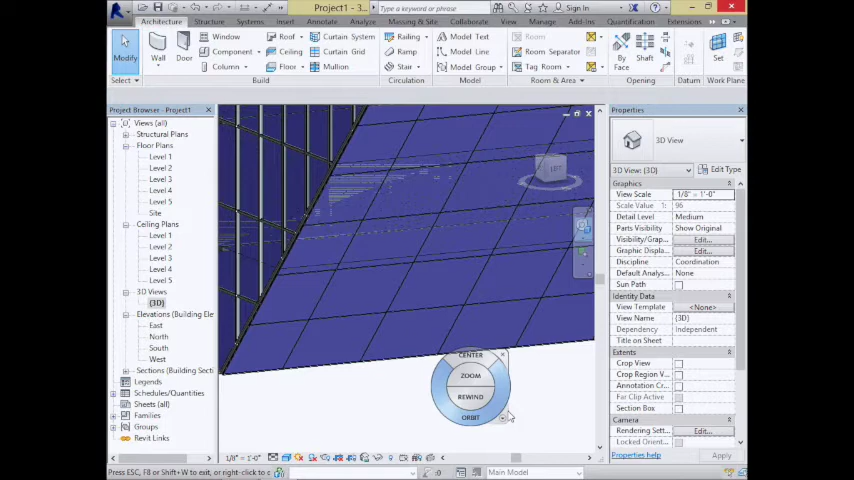 Project1 - 3...
Type a keyword or phrase
Sign In
Architecture Structure Systems Insert Annotate Analyze Massing & Site Collaborate View Manage Add-Ins Quantification Extensions
Modify
Wall
Door
Window
Component
Column
Roof
Ceiling
Floor
Curtain System
Curtain Grid
Mullion
Railing
Ramp
Stair
Model Text
Model Line
Model Group
Room
Room Separator
Tag Room
By Face
Shaft
Set
Select
Build
Circulation
Model
Room & Area
Opening
Datum
Work Plane
Project Browser - Project1
Views (all)
Structural Plans
Floor Plans
Level 1
Level 2
Level 3
Level 4
Level 5
Site
Ceiling Plans
Level 1
Level 2
Level 3
Level 4
Level 5
3D Views
{3D}
Elevations (Building Ele
East
North
South
West
Sections (Building Secti
Legends
Schedules/Quantities
Sheets (all)
Families
Groups
Revit Links
CENTER
ZOOM
REWIND
ORBIT
Properties
3D View
3D View: {3D}
Edit Type
Graphics
View Scale 1/8" = 1'-0"
Scale Value 1: 96
Detail Level Medium
Parts Visibility Show Original
Visibility/Grap... Edit...
Graphic Displa... Edit...
Discipline Coordination
Default Analys... None
Sun Path
Identity Data
View Template <None>
View Name {3D}
Dependency Independent
Title on Sheet
Extents
Crop View
Crop Region V...
Annotation Cr...
Far Clip Active
Section Box
Camera
Rendering Sett... Edit...
Locked Orient...
Properties help
Apply
1/8" = 1'-0"
Press ESC, F8 or Shift+W to exit, or right-click to s
:0
Main Model